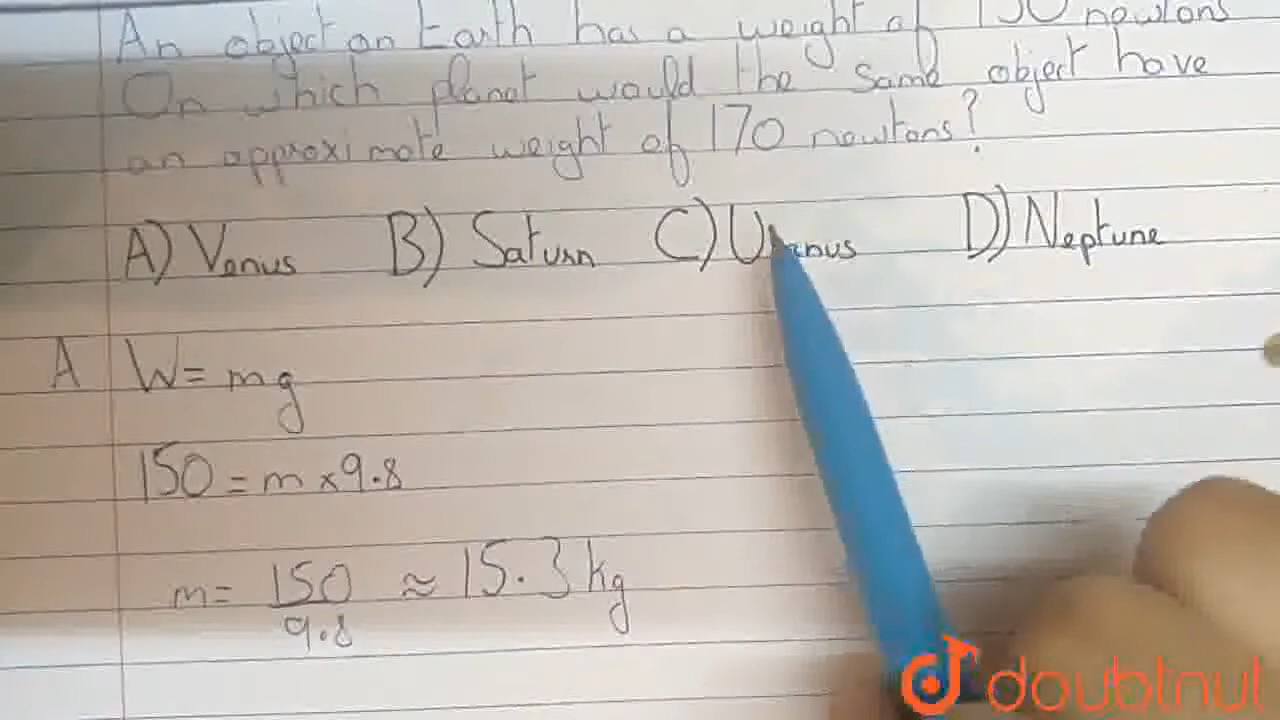 An object on Earth has a weight of 150 newtons
On which planet would the same object have
an approximate weight of 170 newtons?
A) Venus B) Saturn C) Uranus D) Neptune
A W = mg
150 = m × 9.8
m = 150 / 9.8 ≈ 15.3 kg
doubtnut